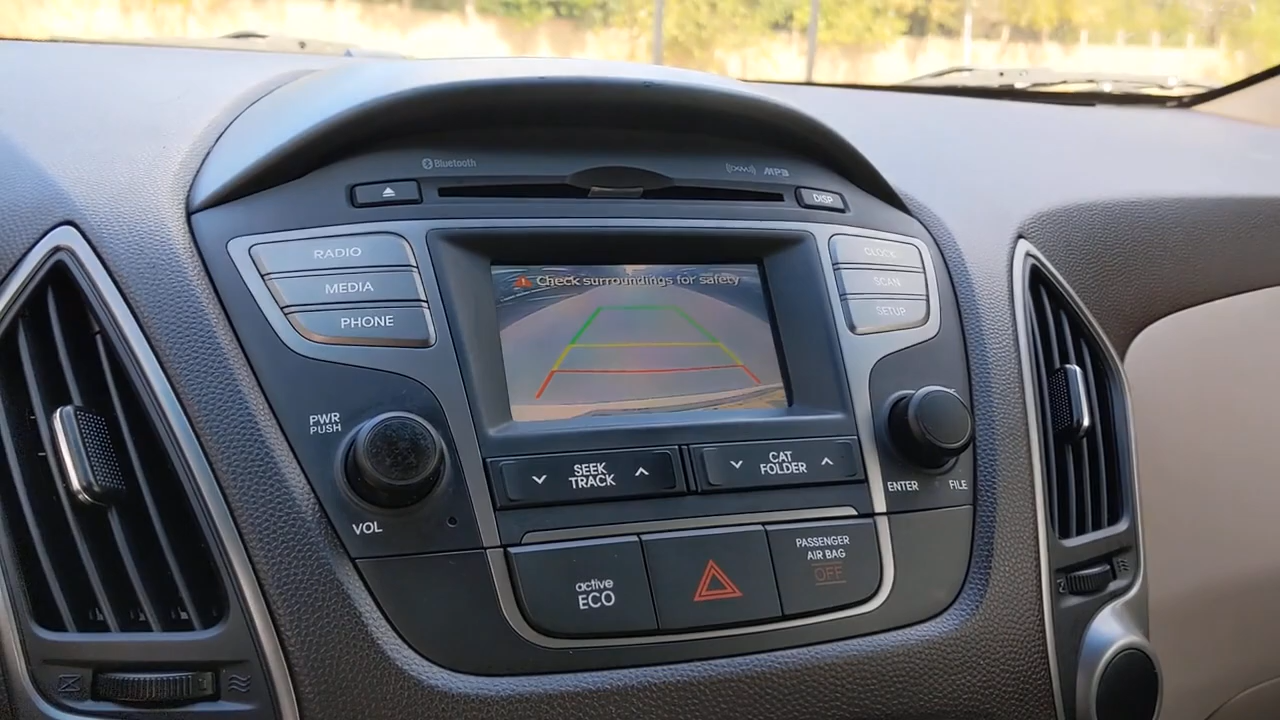 Bluetooth
((XM))
MP3
DISP
RADIO
MEDIA
PHONE
Check surroundings for safety
CLOCK
SCAN
SETUP
PWR
PUSH
VOL
SEEK
TRACK
CAT
FOLDER
ENTER
FILE
active
ECO
PASSENGER
AIR BAG
OFF